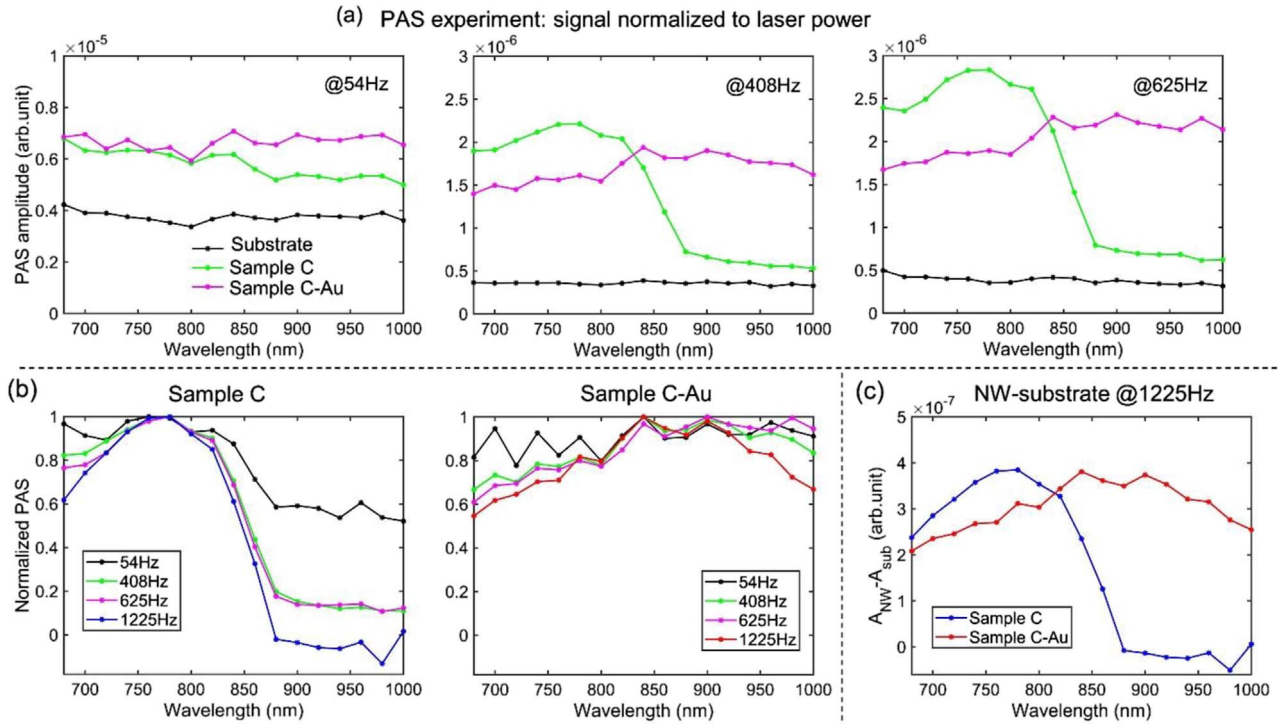 (a) PAS experiment: signal normalized to laser power
×10⁻⁵
1
0.8
0.6
0.4
0.2
0
PAS amplitude (arb.unit)
@54Hz
Substrate
Sample C
Sample C-Au
700 750 800 850 900 950 1000
Wavelength (nm)
×10⁻⁶
3
2.5
2
1.5
1
0.5
0
@408Hz
700 750 800 850 900 950 1000
Wavelength (nm)
×10⁻⁶
3
2.5
2
1.5
1
0.5
0
@625Hz
700 750 800 850 900 950 1000
Wavelength (nm)
(b)
Sample C
1
0.8
0.6
0.4
0.2
0
Normalized PAS
54Hz
408Hz
625Hz
1225Hz
700 750 800 850 900 950 1000
Wavelength (nm)
Sample C-Au
1
0.8
0.6
0.4
0.2
0
54Hz
408Hz
625Hz
1225Hz
700 750 800 850 900 950 1000
Wavelength (nm)
(c) NW-substrate @1225Hz
×10⁻⁷
5
4
3
2
1
0
A_NW-A_sub (arb.unit)
Sample C
Sample C-Au
700 750 800 850 900 950 1000
Wavelength (nm)